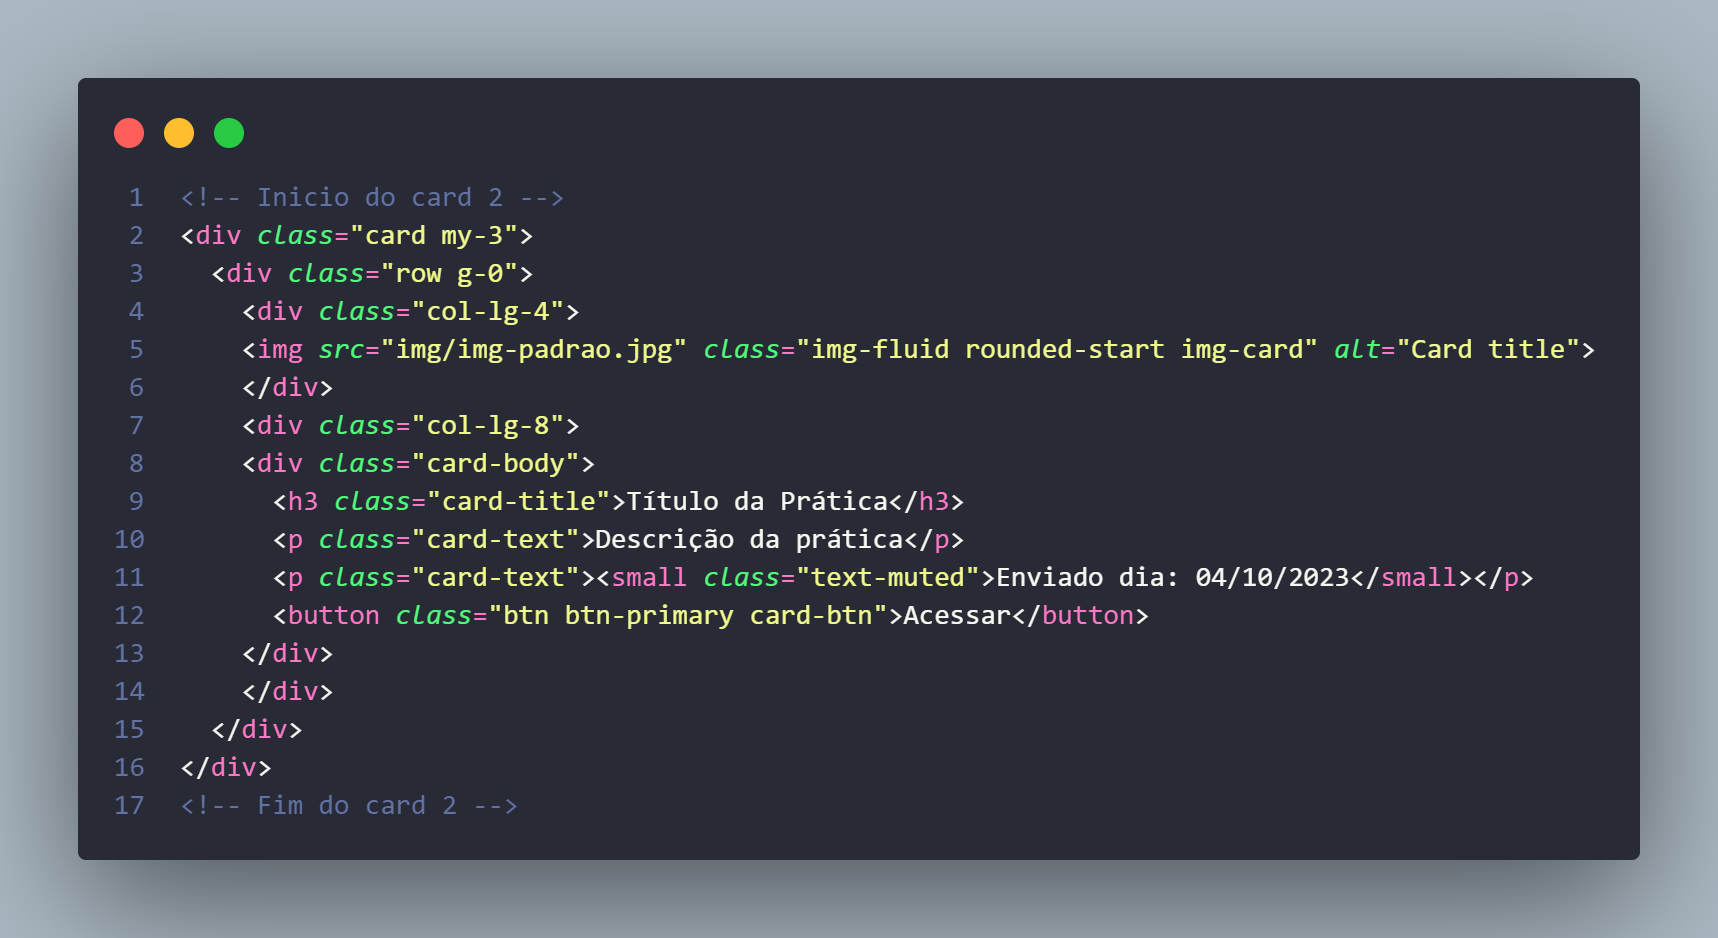 1 <!-- Inicio do card 2 -->
2 <div class="card my-3">
3   <div class="row g-0">
4     <div class="col-lg-4">
5     <img src="img/img-padrao.jpg" class="img-fluid rounded-start img-card" alt="Card title">
6     </div>
7     <div class="col-lg-8">
8     <div class="card-body">
9       <h3 class="card-title">Título da Prática</h3>
10       <p class="card-text">Descrição da prática</p>
11       <p class="card-text"><small class="text-muted">Enviado dia: 04/10/2023</small></p>
12       <button class="btn btn-primary card-btn">Acessar</button>
13     </div>
14     </div>
15   </div>
16 </div>
17 <!-- Fim do card 2 -->